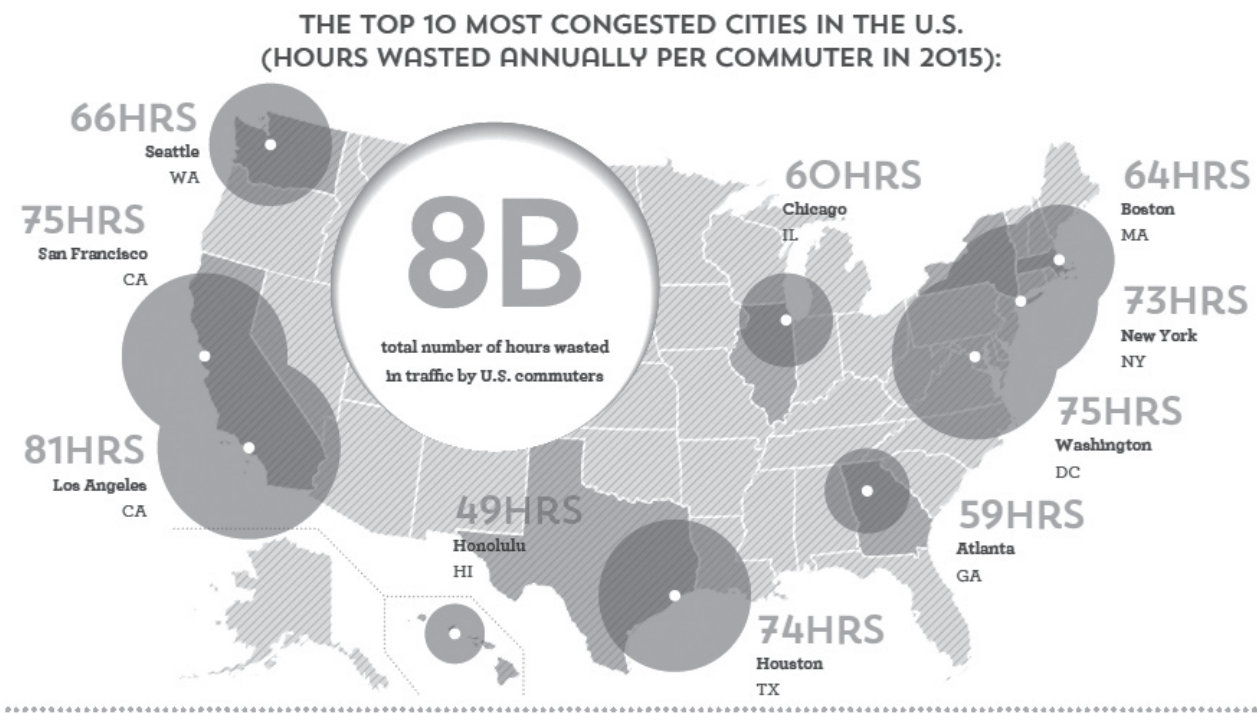 THE TOP 10 MOST CONGESTED CITIES IN THE U.S.
(HOURS WASTED ANNUALLY PER COMMUTER IN 2015):
66HRS
Seattle
WA
75HRS
San Francisco
CA
81HRS
Los Angeles
CA
8B
total number of hours wasted
in traffic by U.S. commuters
49HRS
Honolulu
HI
60HRS
Chicago
IL
64HRS
Boston
MA
73HRS
New York
NY
75HRS
Washington
DC
59HRS
Atlanta
GA
74HRS
Houston
TX